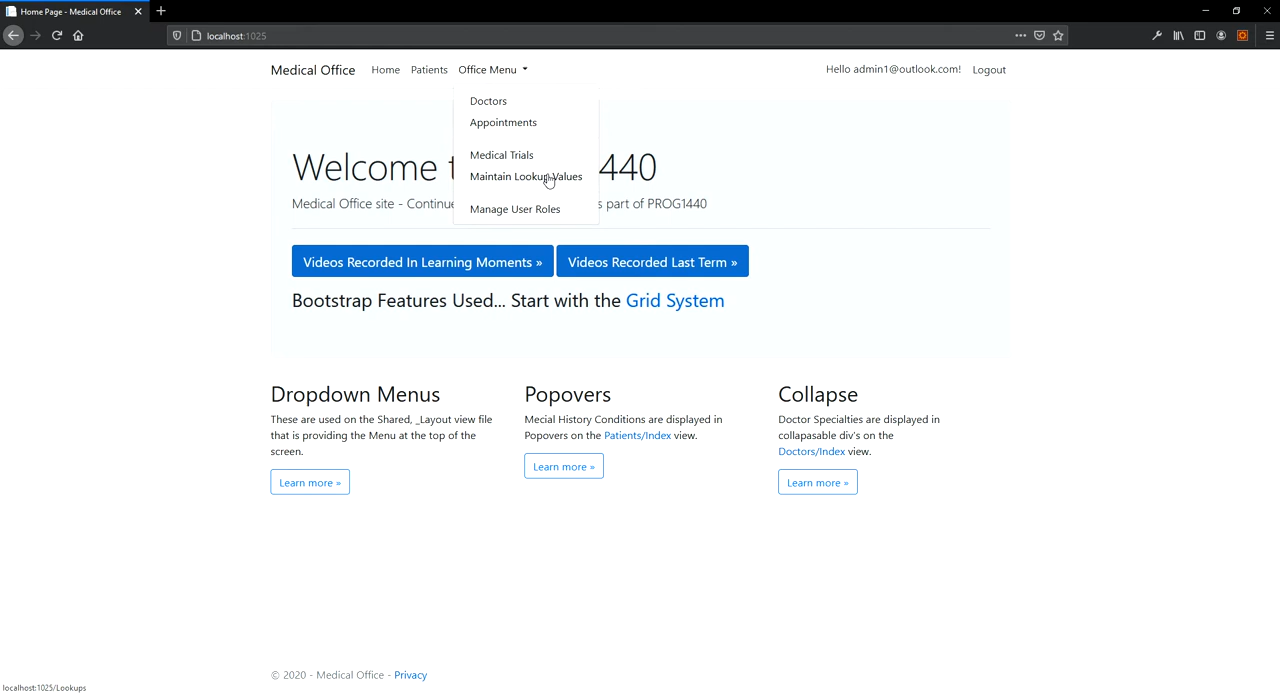 Home Page - Medical Office
localhost:1025
Medical Office Home Patients Office Menu Hello admin1@outlook.com! Logout
Doctors
Appointments
Medical Trials
Maintain Lookup Values
Manage User Roles
Welcome t 440
Medical Office site - Continue s part of PROG1440
Videos Recorded In Learning Moments » Videos Recorded Last Term »
Bootstrap Features Used... Start with the Grid System
Dropdown Menus
These are used on the Shared, _Layout view file
that is providing the Menu at the top of the
screen.
Learn more »
Popovers
Mecial History Conditions are displayed in
Popovers on the Patients/Index view.
Learn more »
Collapse
Doctor Specialties are displayed in
collapasable div's on the
Doctors/Index view.
Learn more »
© 2020 - Medical Office - Privacy
localhost:1025/Lookups